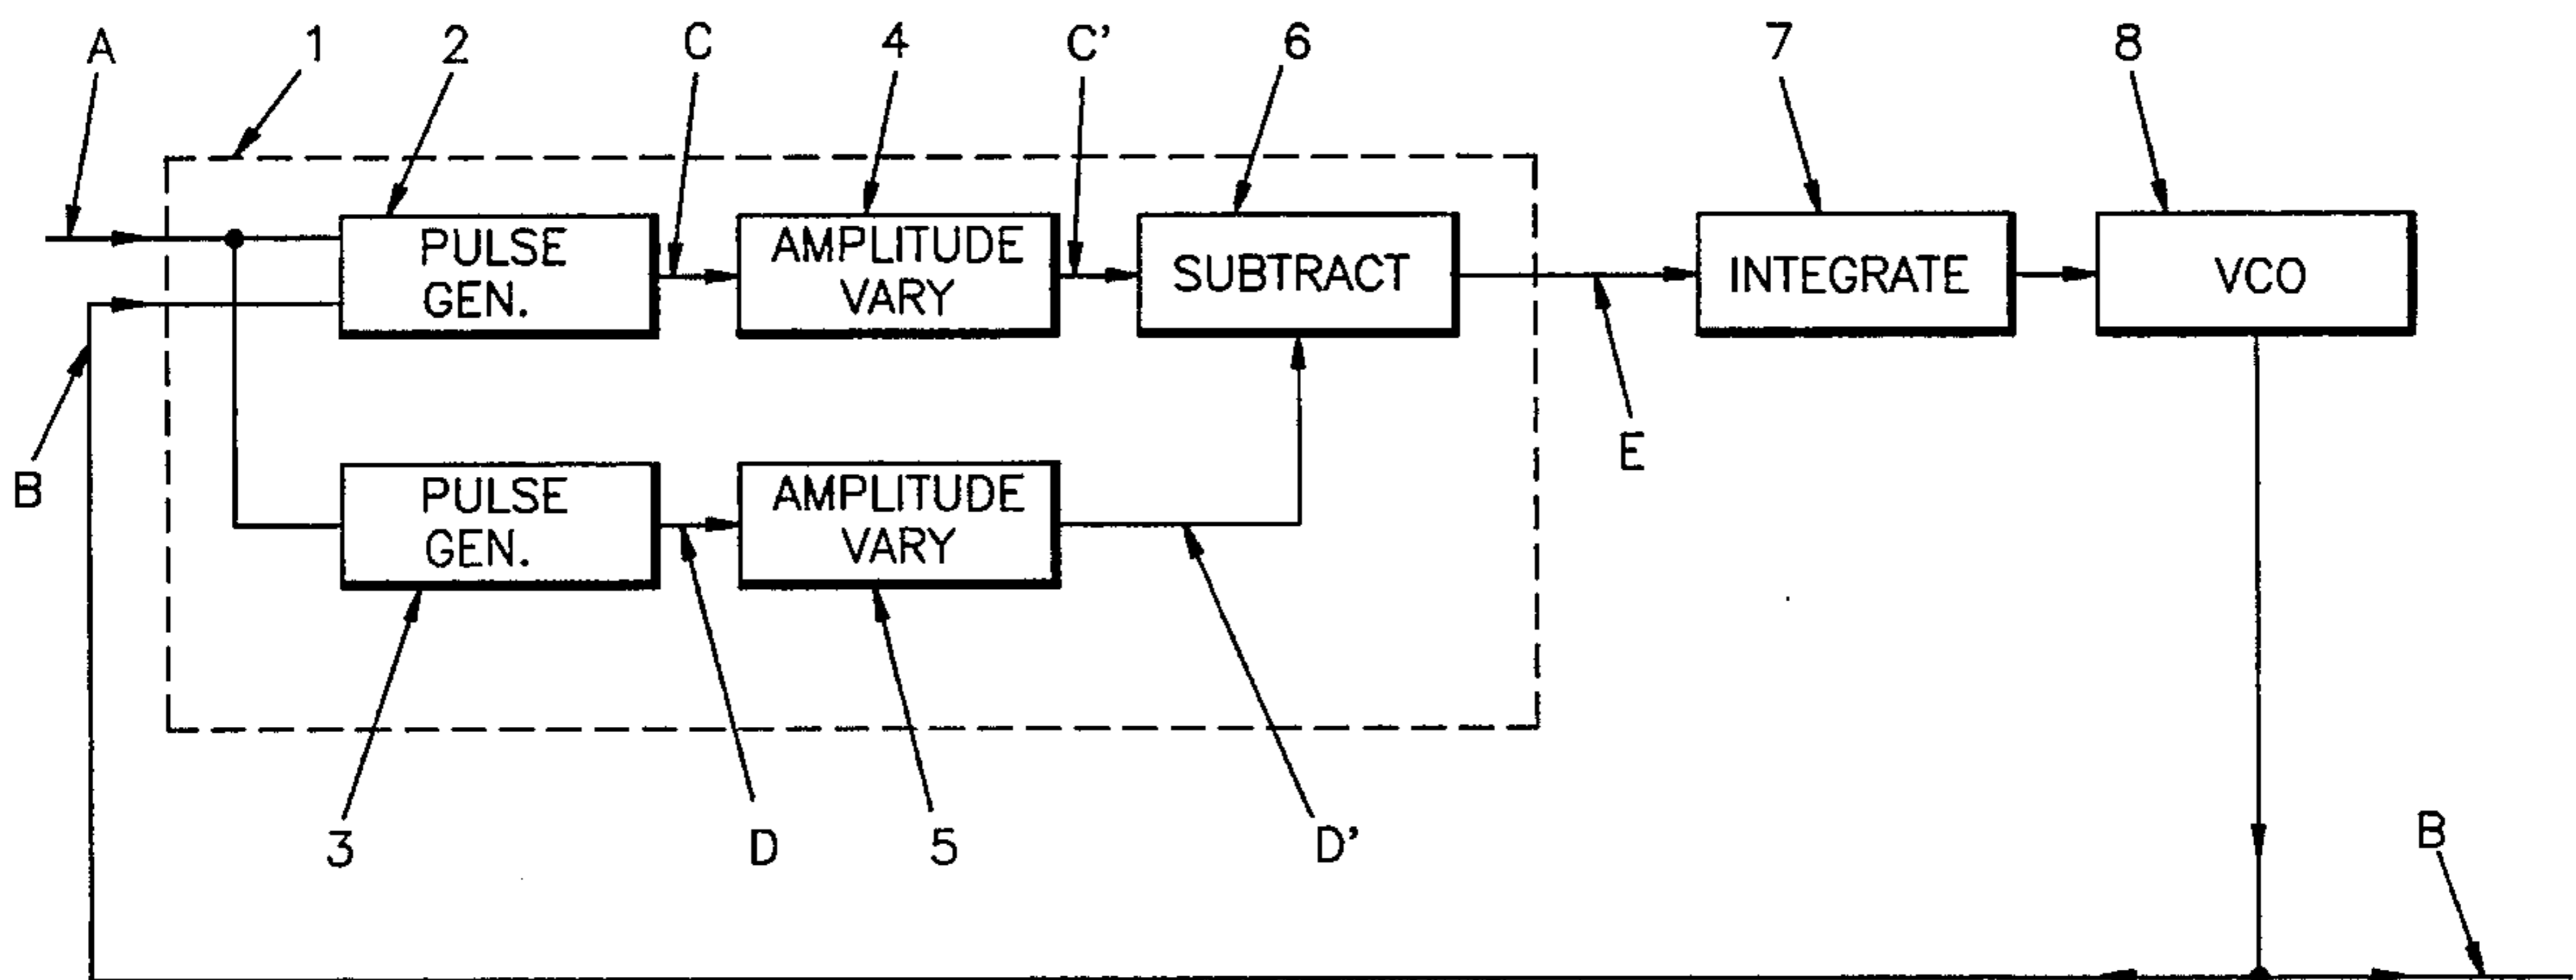 A
1
2
C
4
C'
6
7
8
PULSE
GEN.
AMPLITUDE
VARY
SUBTRACT
INTEGRATE
VCO
B
E
PULSE
GEN.
AMPLITUDE
VARY
3
D
5
D'
B